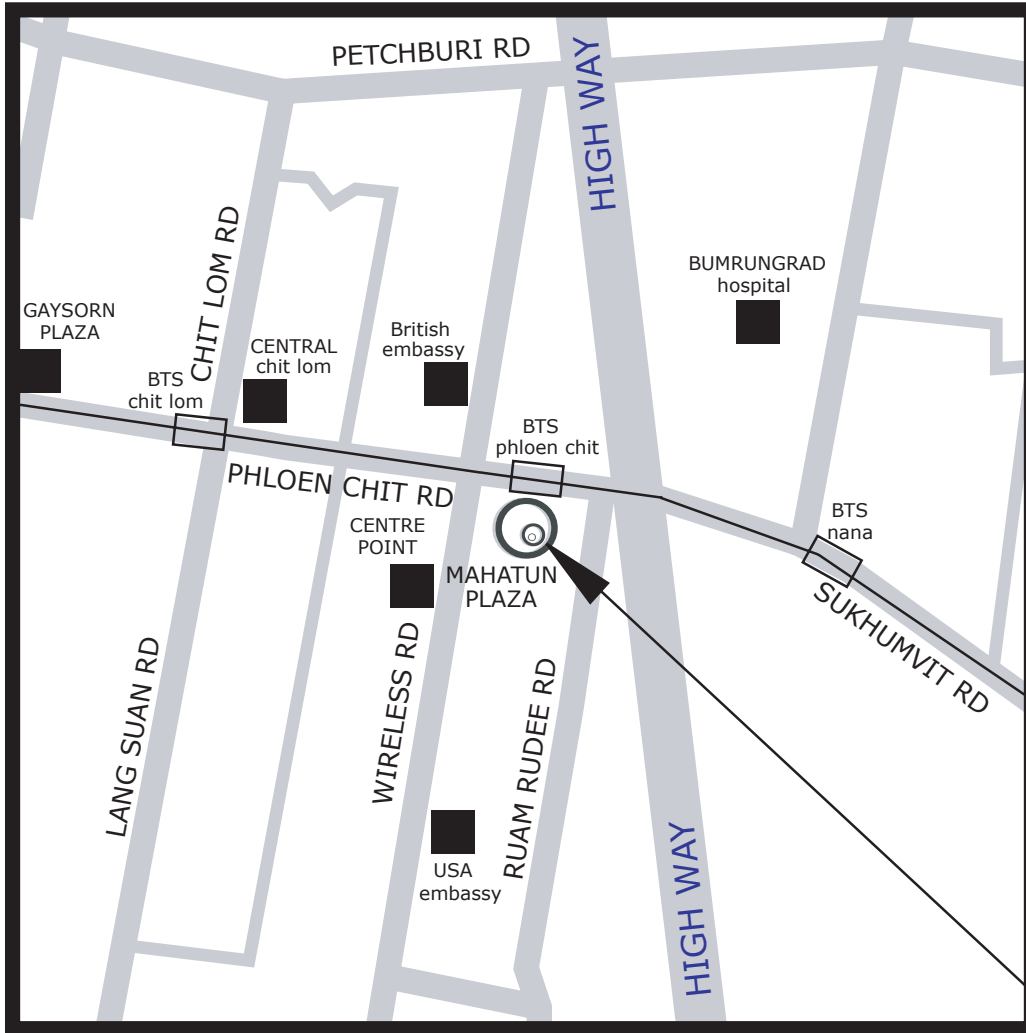 PETCHBURI RD
HIGH WAY
CHIT LOM RD
BUMRUNGRAD
hospital
GAYSORN
PLAZA
CENTRAL
chit lom
British
embassy
BTS
chit lom
BTS
phloen chit
PHLOEN CHIT RD
BTS
nana
CENTRE
POINT
MAHATUN
PLAZA
SUKHUMVIT RD
LANG SUAN RD
WIRELESS RD
RUAM RUDEE RD
USA
embassy
HIGH WAY